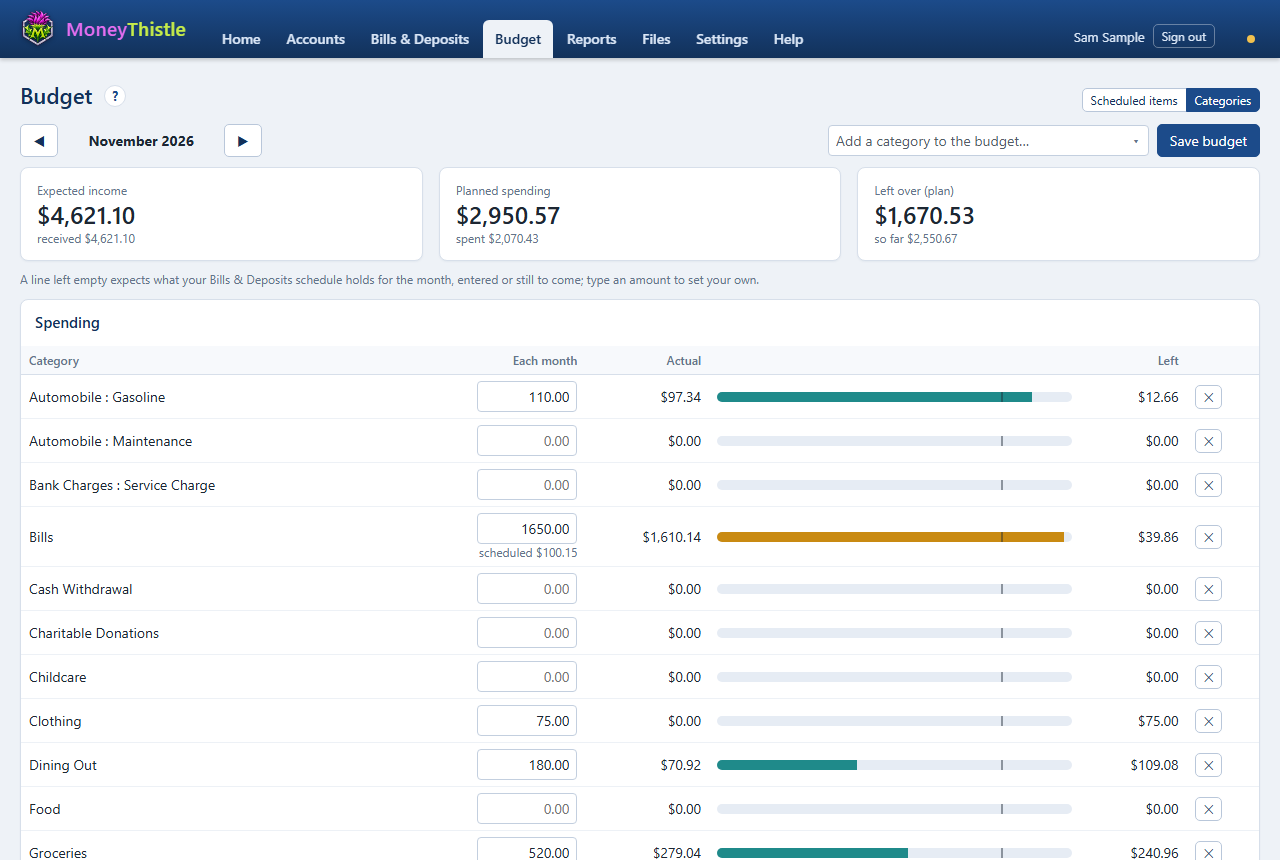 MoneyThistle
Home Accounts Bills & Deposits Budget Reports Files Settings Help
Sam Sample Sign out
Budget ?
Scheduled items Categories
◀ November 2026 ▶
Add a category to the budget... Save budget
Expected income
$4,621.10
received $4,621.10
Planned spending
$2,950.57
spent $2,070.43
Left over (plan)
$1,670.53
so far $2,550.67
A line left empty expects what your Bills & Deposits schedule holds for the month, entered or still to come; type an amount to set your own.
Spending
Category Each month Actual Left
Automobile : Gasoline 110.00 $97.34 $12.66 ×
Automobile : Maintenance 0.00 $0.00 $0.00 ×
Bank Charges : Service Charge 0.00 $0.00 $0.00 ×
Bills 1650.00 $1,610.14 $39.86 ×
scheduled $100.15
Cash Withdrawal 0.00 $0.00 $0.00 ×
Charitable Donations 0.00 $0.00 $0.00 ×
Childcare 0.00 $0.00 $0.00 ×
Clothing 75.00 $0.00 $75.00 ×
Dining Out 180.00 $70.92 $109.08 ×
Food 0.00 $0.00 $0.00 ×
Groceries 520.00 $279.04 $240.96 ×